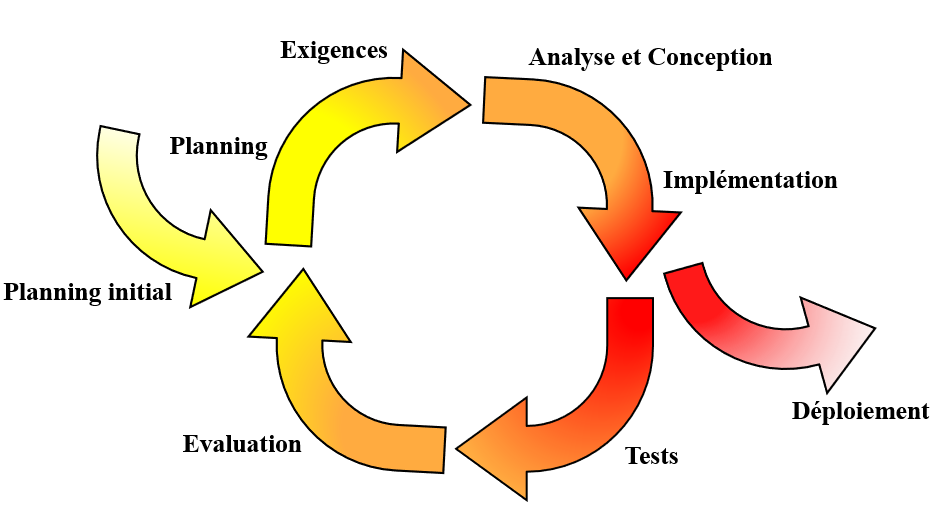 Exigences
Analyse et Conception
Planning
Implémentation
Planning initial
Déploiement
Evaluation
Tests